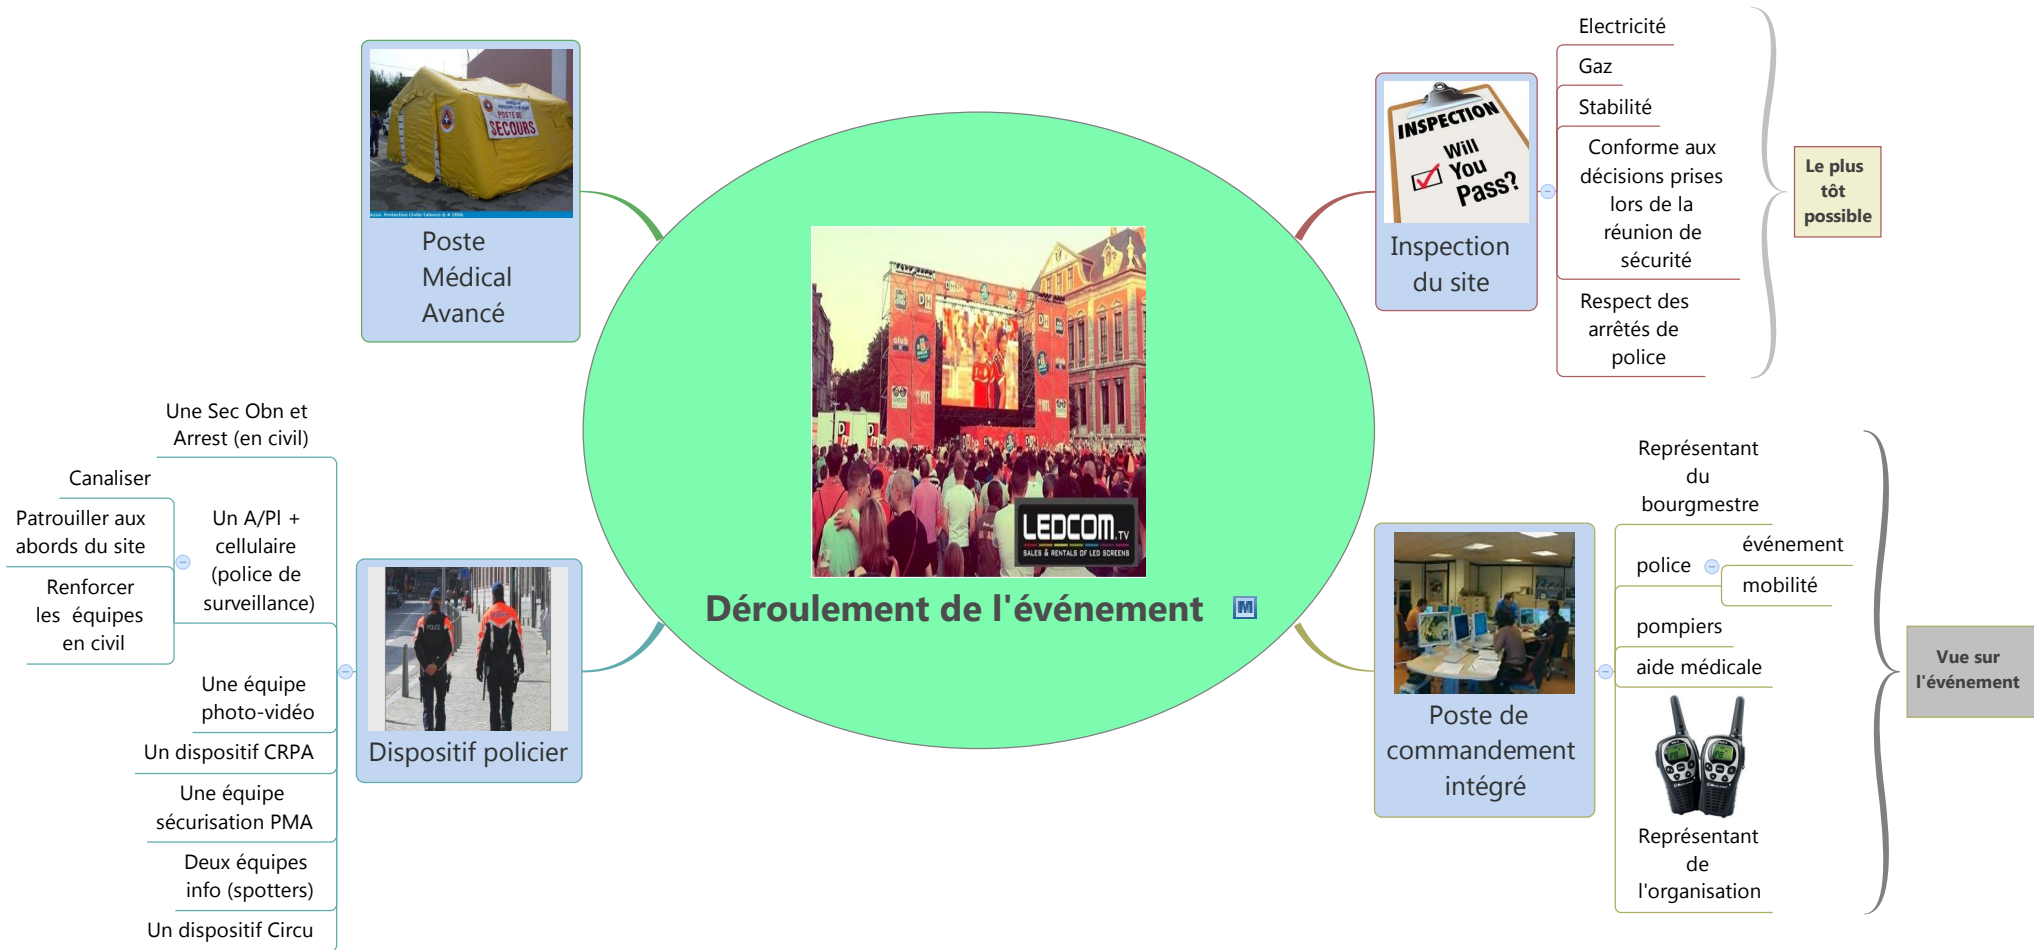 POSTE DE
SECOURS
Poste
Médical
Avancé
INSPECTION
Will
You
Pass?
Inspection
du site
Electricité
Gaz
Stabilité
Conforme aux
décisions prises
lors de la
réunion de
sécurité
Respect des
arrêtés de
police
Le plus
tôt
possible
DH
club
RTL
LEDCOM.TV
SALES & RENTALS OF LED SCREENS
Déroulement de l'événement
M
Une Sec Obn et
Arrest (en civil)
Canaliser
Patrouiller aux
abords du site
Renforcer
les équipes
en civil
Un A/Pl +
cellulaire
(police de
surveillance)
Une équipe
photo-vidéo
Un dispositif CRPA
Une équipe
sécurisation PMA
Deux équipes
info (spotters)
Un dispositif Circu
POLICE
Dispositif policier
Poste de
commandement
intégré
Représentant
du
bourgmestre
police
événement
mobilité
pompiers
aide médicale
Représentant
de
l'organisation
Vue sur
l'événement